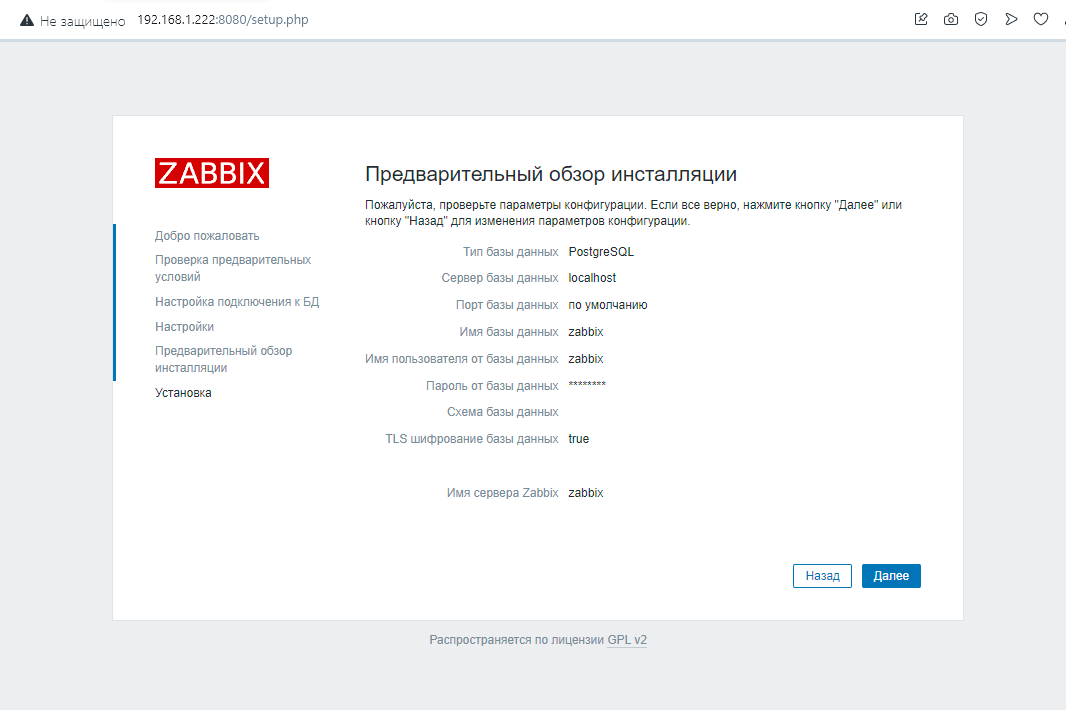 Не защищено 192.168.1.222:8080/setup.php
ZABBIX
Добро пожаловать
Проверка предварительных
условий
Настройка подключения к БД
Настройки
Предварительный обзор
инсталляции
Установка
Предварительный обзор инсталляции
Пожалуйста, проверьте параметры конфигурации. Если все верно, нажмите кнопку "Далее" или
кнопку "Назад" для изменения параметров конфигурации.
Тип базы данных PostgreSQL
Сервер базы данных localhost
Порт базы данных по умолчанию
Имя базы данных zabbix
Имя пользователя от базы данных zabbix
Пароль от базы данных ********
Схема базы данных
TLS шифрование базы данных true
Имя сервера Zabbix zabbix
Назад Далее
Распространяется по лицензии GPL v2